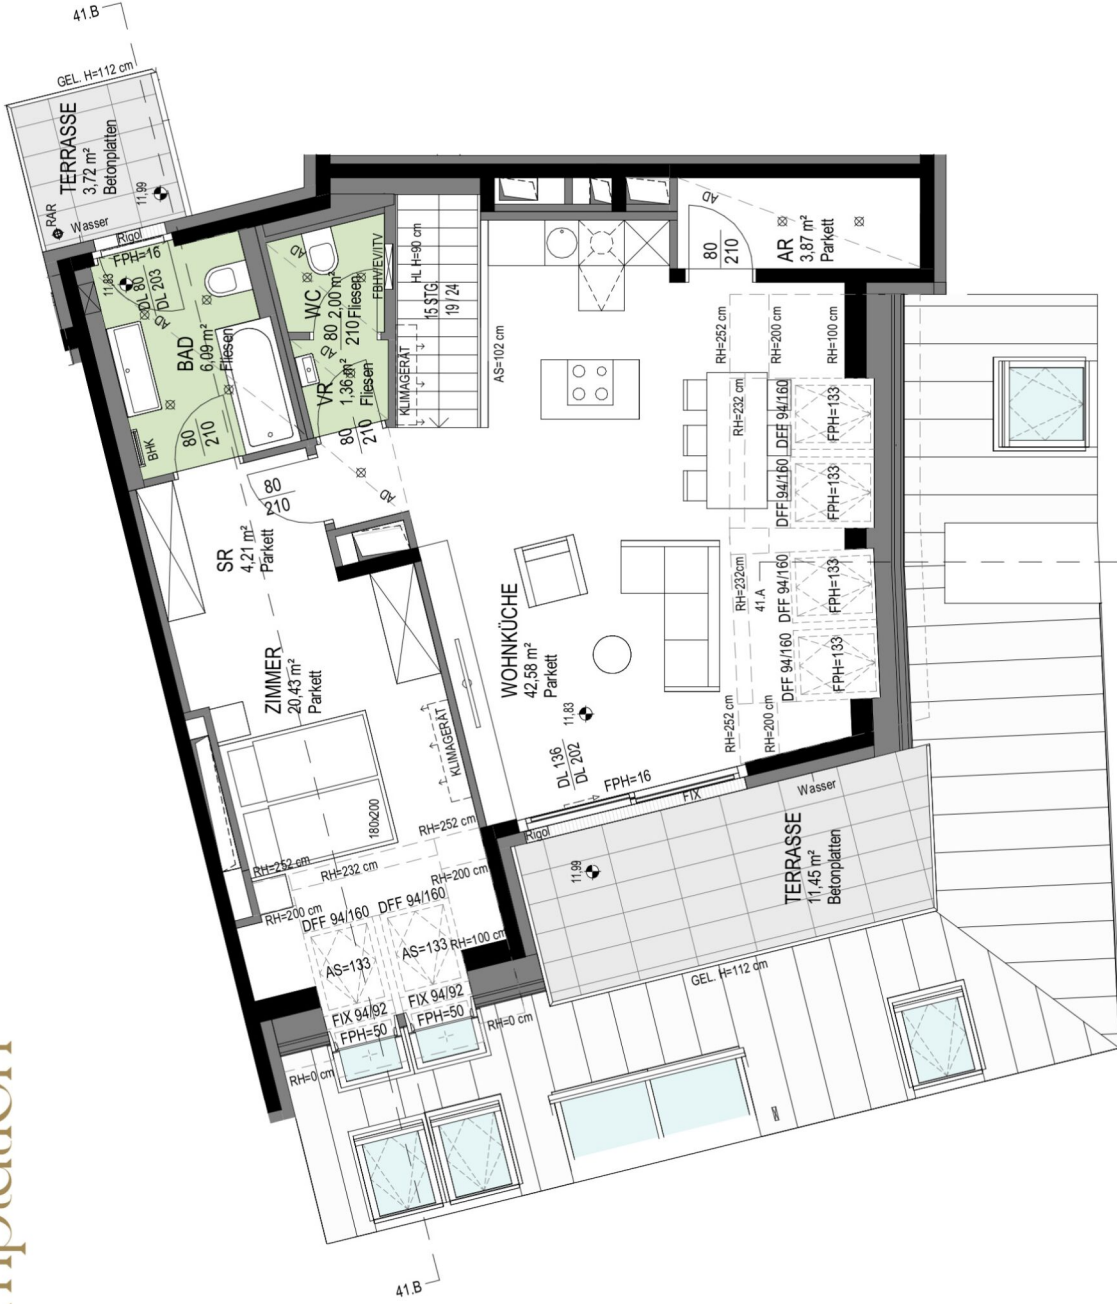 41.B
GEL. H=112 cm
TERRASSE
3,72 m²
Betonplatten
11,99
RAR
Wasser
Rigol
FPH=16
11,83
DL 80
DL 203
AD
BAD
6,09 m²
Fliesen
BHK
80
210
AD
WC
2,00 m²
Fliesen
80
210
FBHV/EV/ITV
AD
VR
1,36 m²
Fliesen
80
210
KLIMAGERÄT
HL H=90 cm
15 STG
19 / 24
AS=102 cm
AD
80
210
AR
3,87 m²
Parkett
AD
80
210
SR
4,21 m²
Parkett
ZIMMER
20,43 m²
Parkett
180x200
KLIMAGERÄT
WOHNKÜCHE
42,58 m²
Parkett
11,83
DL 136
DL 202
FPH=16
FIX
Rigol
RH=252 cm
RH=200 cm
RH=100 cm
RH=232 cm
DFF 94/160
FPH=133
DFF 94/160
FPH=133
RH=232cm
41.A
DFF 94/160
FPH=133
DFF 94/160
FPH=133
RH=252 cm
RH=200 cm
Wasser
TERRASSE
11,45 m²
Betonplatten
11,99
GEL. H=112 cm
RH=252 cm
RH=252 cm
RH=232 cm
RH=200 cm
RH=200 cm
DFF 94/160
DFF 94/160
AS=133
AS=133
RH=100 cm
FIX 94/92
FPH=50
FIX 94/92
FPH=50
RH=0 cm
RH=0 cm
41.B